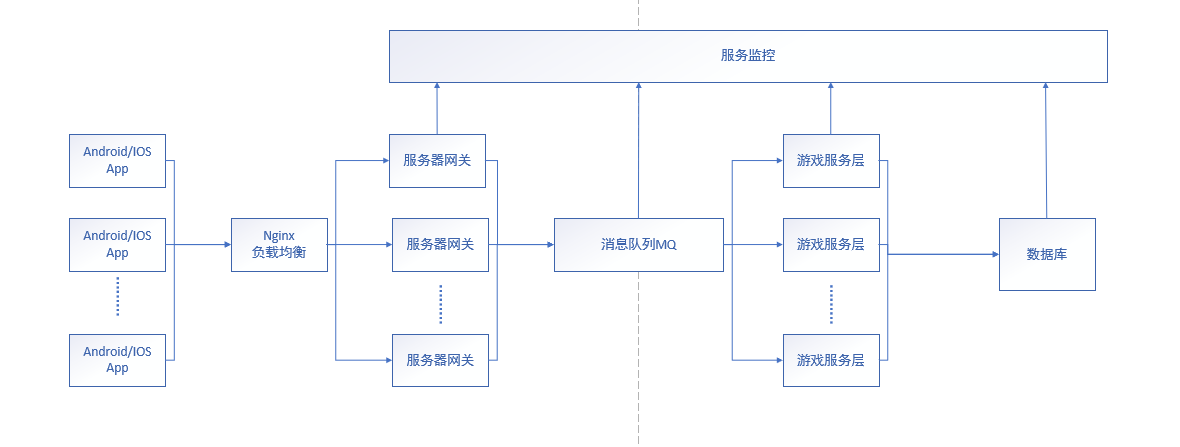 服务监控
Android/IOS
App
服务器网关
游戏服务层
Android/IOS
App
Nginx
负载均衡
服务器网关
消息队列MQ
游戏服务层
数据库
Android/IOS
App
服务器网关
游戏服务层